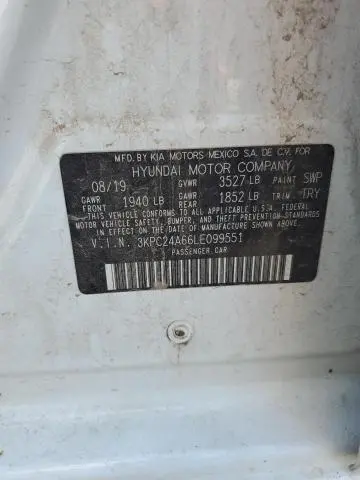 MFD. BY KIA MOTORS MEXICO S.A. DE C.V. FOR
HYUNDAI MOTOR COMPANY
08/19 GVWR 3527 LB PAINT SWP
GAWR FRONT 1940 LB GAWR REAR 1852 LB TRIM TRY
THIS VEHICLE CONFORMS TO ALL APPLICABLE U.S.A. FEDERAL
MOTOR VEHICLE SAFETY, BUMPER, AND THEFT PREVENTION STANDARDS
IN EFFECT ON THE DATE OF MANUFACTURE SHOWN ABOVE.
V.I.N. 3KPC24A66LE099551
PASSENGER CAR